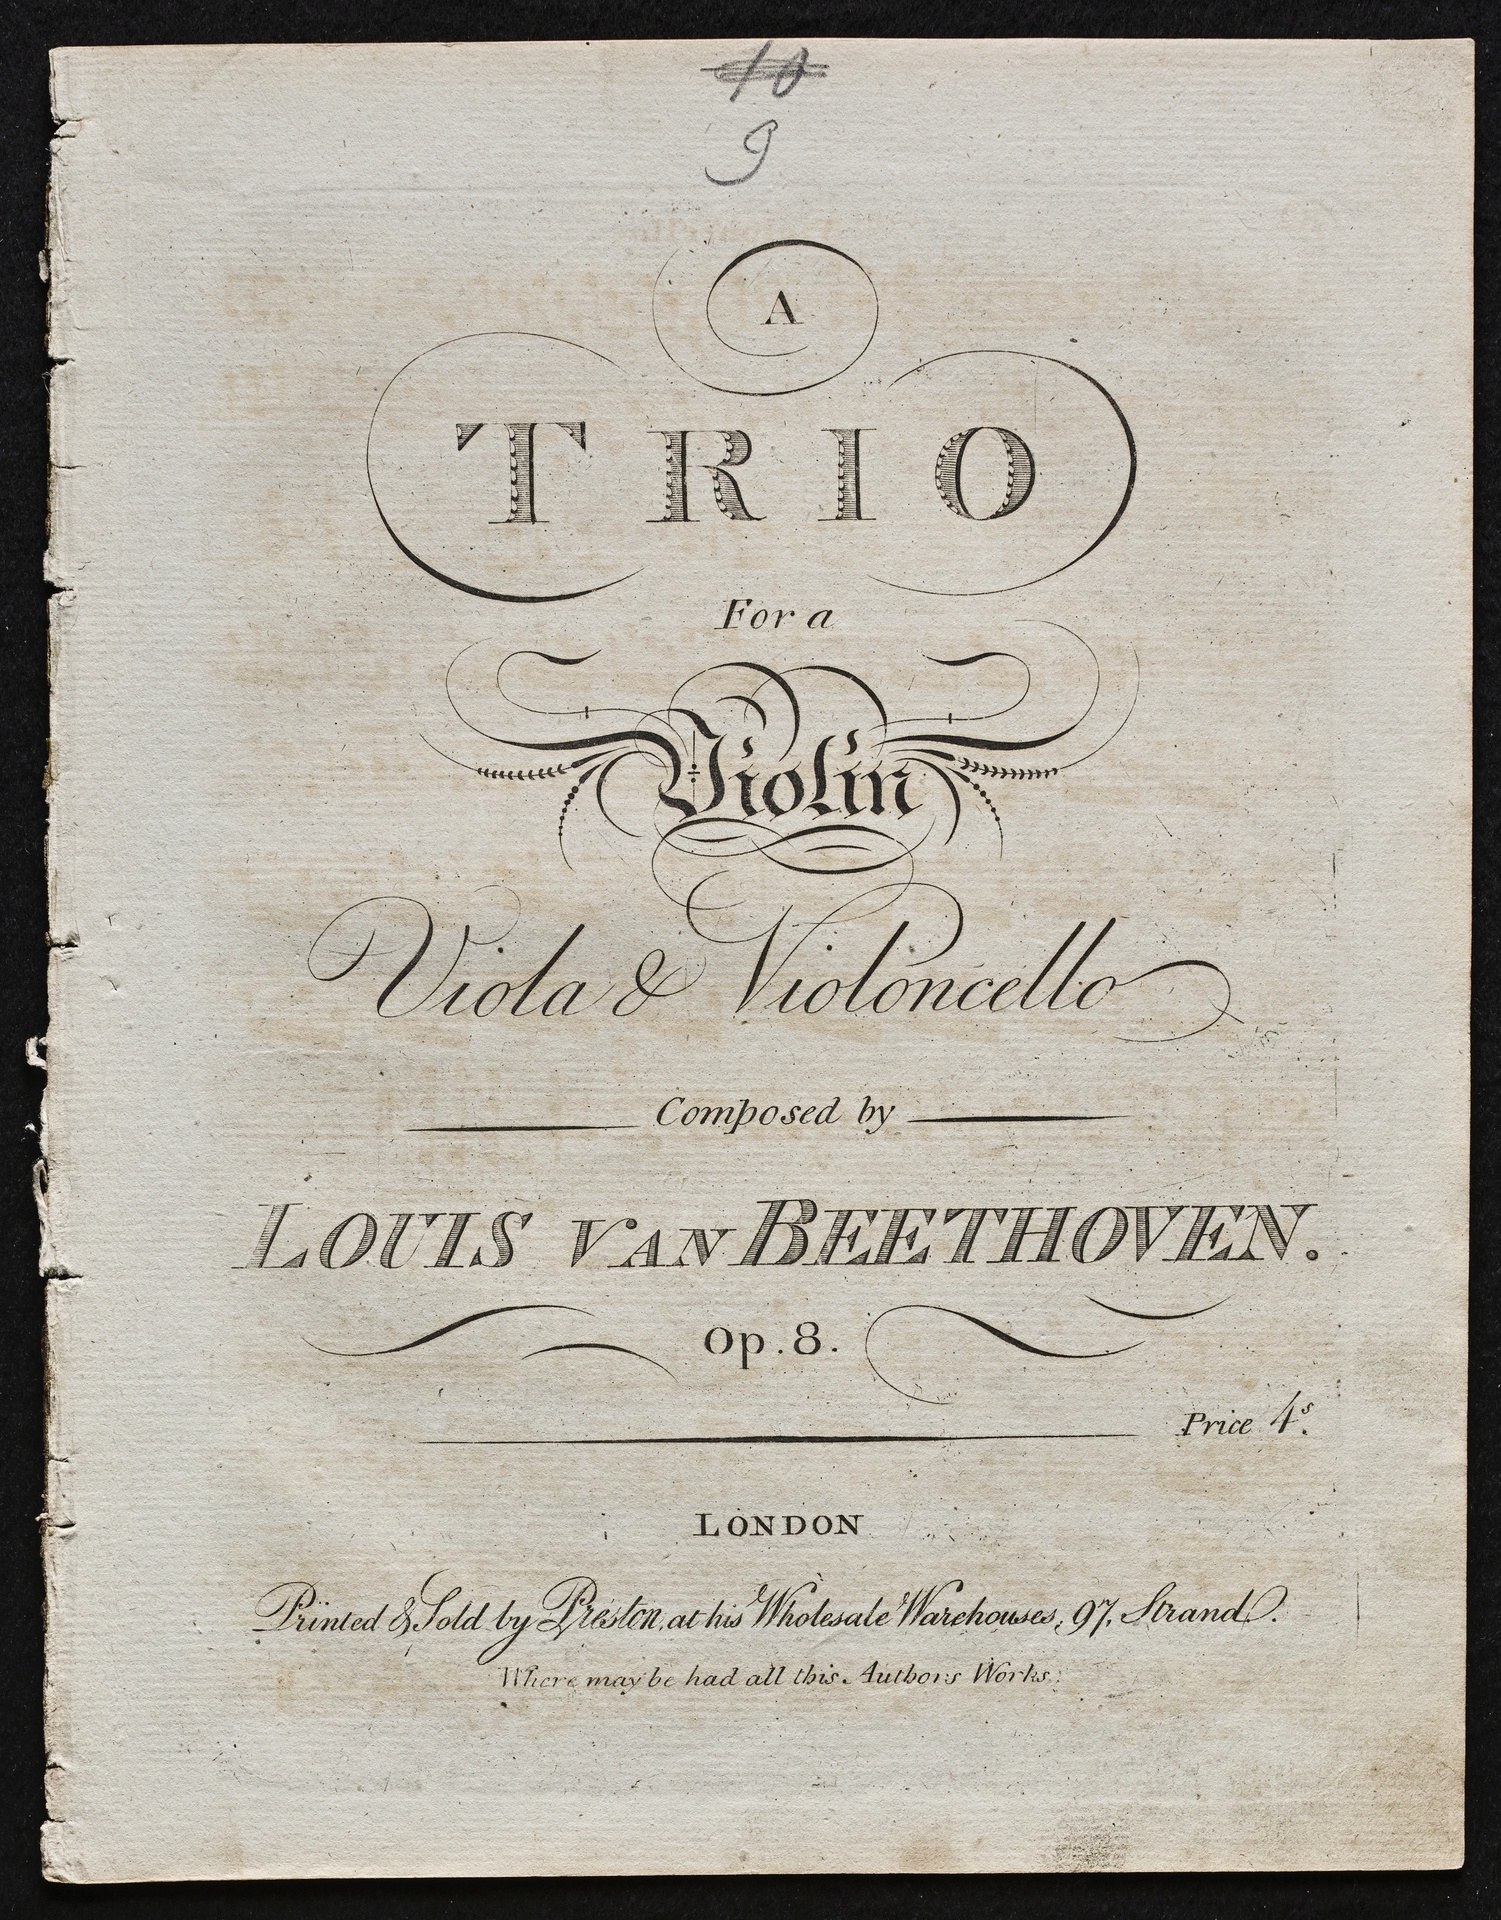 10
9
A
TRIO
For a
Violin
Viola & Violoncello
Composed by
LOUIS VAN BEETHOVEN.
Op. 8.
Price 4s.
LONDON
Printed & Sold by Preston, at his Wholesale Warehouses, 97, Strand.
Where may be had all this Authors Works.